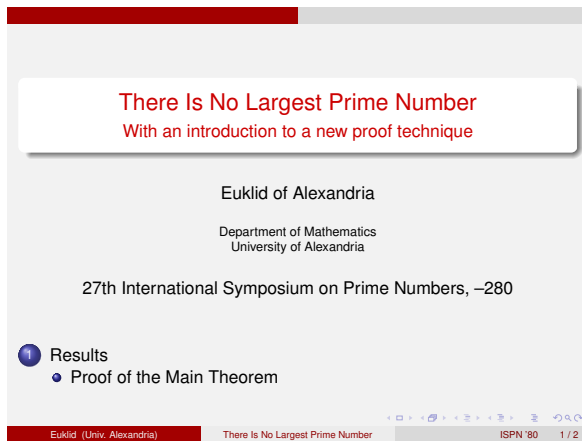 There Is No Largest Prime Number
With an introduction to a new proof technique
Euklid of Alexandria
Department of Mathematics
University of Alexandria
27th International Symposium on Prime Numbers, –280
1 Results
Proof of the Main Theorem
Euklid (Univ. Alexandria) There Is No Largest Prime Number ISPN '80 1 / 2